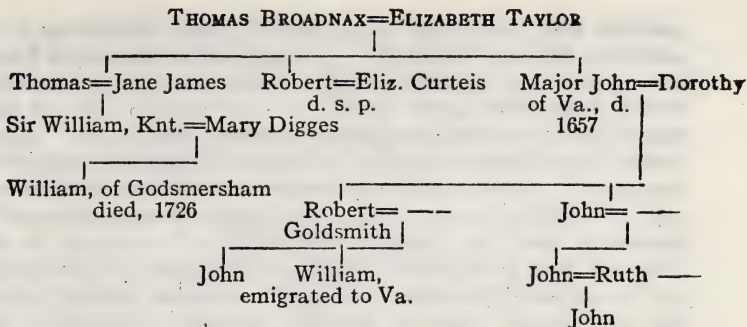 THOMAS BROADNAX=ELIZABETH TAYLOR
Thomas=Jane James Robert=Eliz. Curteis Major John=Dorothy
d. s. p. of Va., d.
Sir William, Knt.=Mary Digges 1657
William, of Godsmersham
died, 1726 Robert= —— John= ——
Goldsmith
John William, John=Ruth ——
emigrated to Va.
John